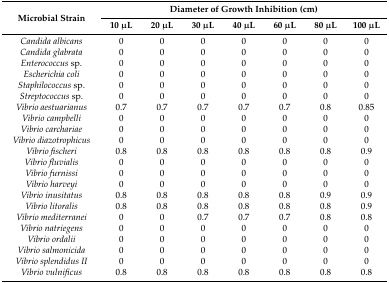 Microbial Strain Diameter of Growth Inhibition (cm)
10 µL 20 µL 30 µL 40 µL 60 µL 80 µL 100 µL
Candida albicans 0 0 0 0 0 0 0
Candida glabrata 0 0 0 0 0 0 0
Enterococcus sp. 0 0 0 0 0 0 0
Escherichia coli 0 0 0 0 0 0 0
Staphilococcus sp. 0 0 0 0 0 0 0
Streptococcus sp. 0 0 0 0 0 0 0
Vibrio aestuarianus 0.7 0.7 0.7 0.7 0.7 0.8 0.85
Vibrio campbelli 0 0 0 0 0 0 0
Vibrio carchariae 0 0 0 0 0 0 0
Vibrio diazotrophicus 0 0 0 0 0 0 0
Vibrio fischeri 0.8 0.8 0.8 0.8 0.8 0.8 0.9
Vibrio fluvialis 0 0 0 0 0 0 0
Vibrio furnissi 0 0 0 0 0 0 0
Vibrio harveyi 0 0 0 0 0 0 0
Vibrio inusitatus 0.8 0.8 0.8 0.8 0.8 0.9 0.9
Vibrio litoralis 0.8 0.8 0.8 0.8 0.8 0.8 0.9
Vibrio mediterranei 0 0 0.7 0.7 0.7 0.8 0.8
Vibrio natriegens 0 0 0 0 0 0 0
Vibrio ordalii 0 0 0 0 0 0 0
Vibrio salmonicida 0 0 0 0 0 0 0
Vibrio splendidus II 0 0 0 0 0 0 0
Vibrio vulnificus 0.8 0.8 0.8 0.8 0.8 0.8 0.8